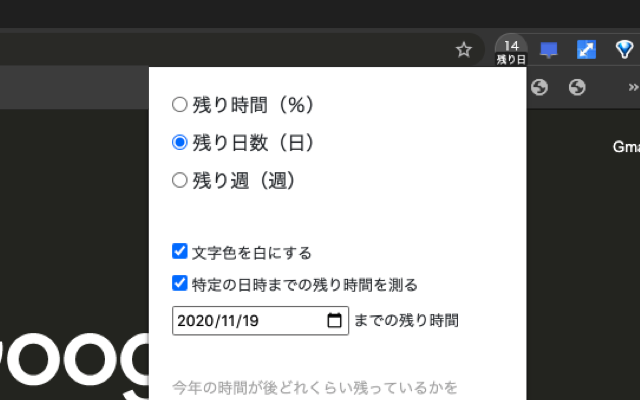 14
残り日
Gma
残り時間（%）
残り日数（日）
残り週（週）
文字色を白にする
特定の日時までの残り時間を測る
2020/11/19 までの残り時間
oog
今年の時間が後どれくらい残っているかを